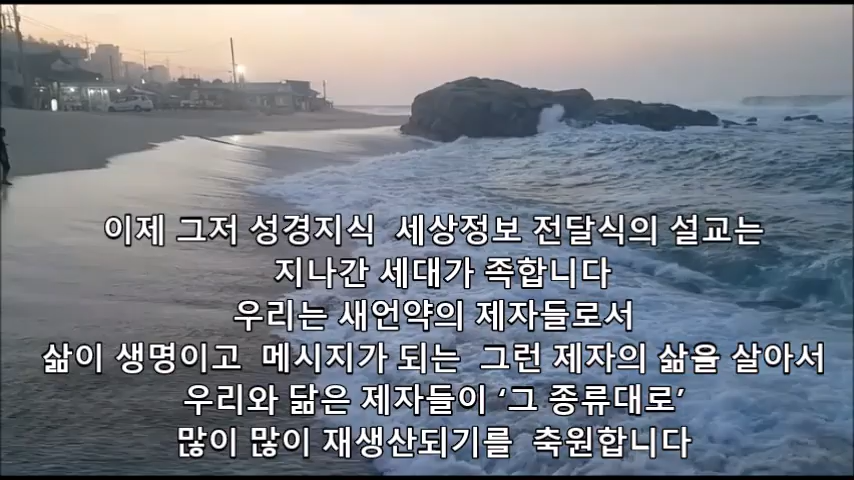 이제 그저 성경지식 세상정보 전달식의 설교는
지나간 세대가 족합니다
우리는 새언약의 제자들로서
삶이 생명이고 메시지가 되는 그런 제자의 삶을 살아서
우리와 닮은 제자들이 ‘그 종류대로’
많이 많이 재생산되기를 축원합니다